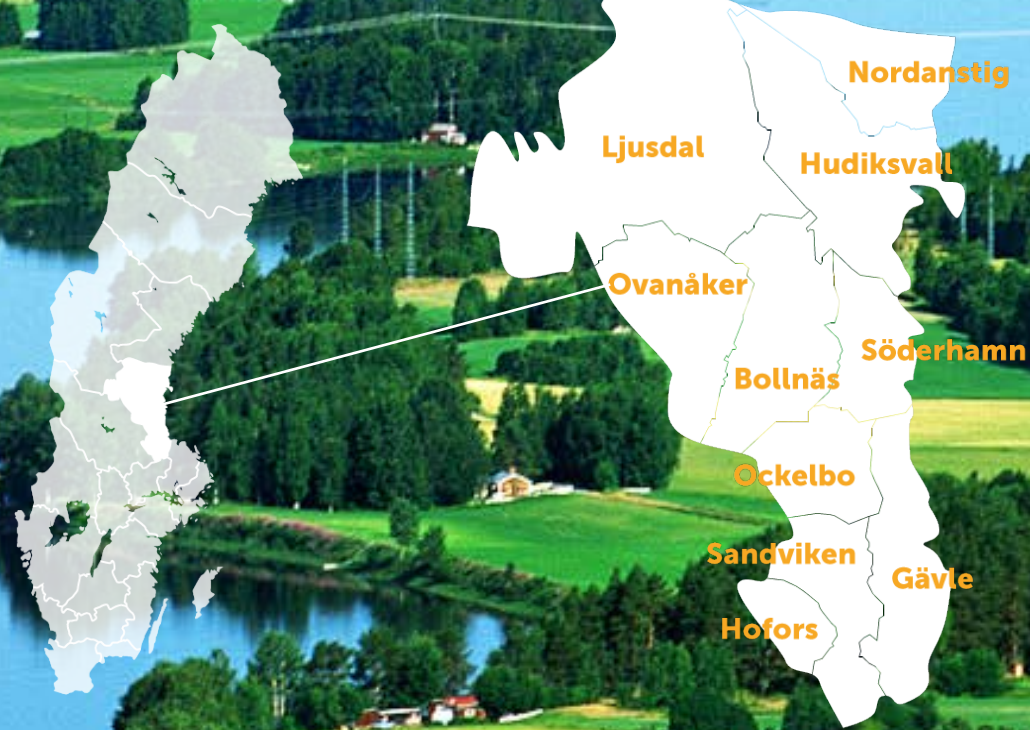 Nordanstig
Ljusdal
Hudiksvall
Ovanåker
Söderhamn
Bollnäs
Ockelbo
Sandviken
Gävle
Hofors